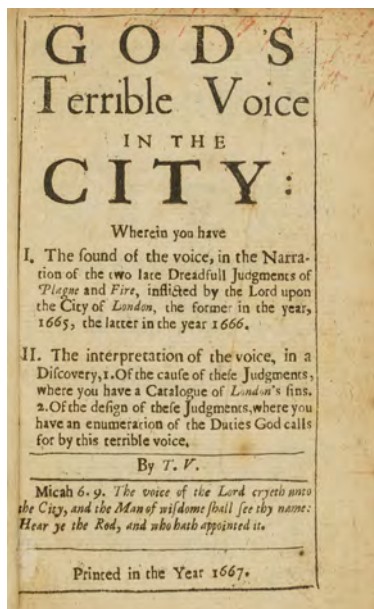 GOD'S
Terrible Voice
IN THE
CITY:
Wherein you have
I. The ſound of the voice, in the Narra-
tion of the two late Dreadfull Judgments of
Plague and Fire, inflicted by the Lord upon
the City of London, the former in the year,
1665, the latter in the year 1666.
II. The interpretation of the voice, in a
Diſcovery, 1. Of the cauſe of theſe Judgments,
where you have a Catalogue of London's ſins.
2. Of the deſign of theſe Judgments, where you
have an enumeration of the Duties God calls
for by this terrible voice.
By T. V.
Micah 6. 9. The voice of the Lord cryeth unto
the City, and the Man of wiſdome ſhall ſee thy name:
Hear ye the Rod, and who hath appointed it.
Printed in the Year 1667.